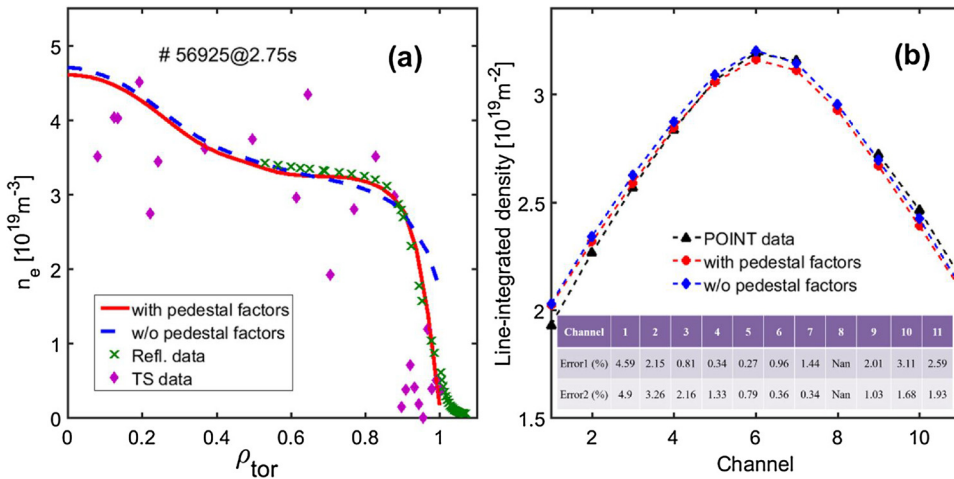 (a)
# 56925@2.75s
5
4
3
2
1
0
n_e [10^19 m^-3]
with pedestal factors
w/o pedestal factors
Refl. data
TS data
0 0.2 0.4 0.6 0.8 1
ρ_tor
(b)
3
2.5
2
1.5
Line-integrated density [10^19 m^-2]
POINT data
with pedestal factors
w/o pedestal factors
Channel 1 2 3 4 5 6 7 8 9 10 11
Error1 (%) 4.59 2.15 0.81 0.34 0.27 0.96 1.44 Nan 2.01 3.11 2.59
Error2 (%) 4.9 3.26 2.16 1.33 0.79 0.36 0.34 Nan 1.03 1.68 1.93
2 4 6 8 10
Channel